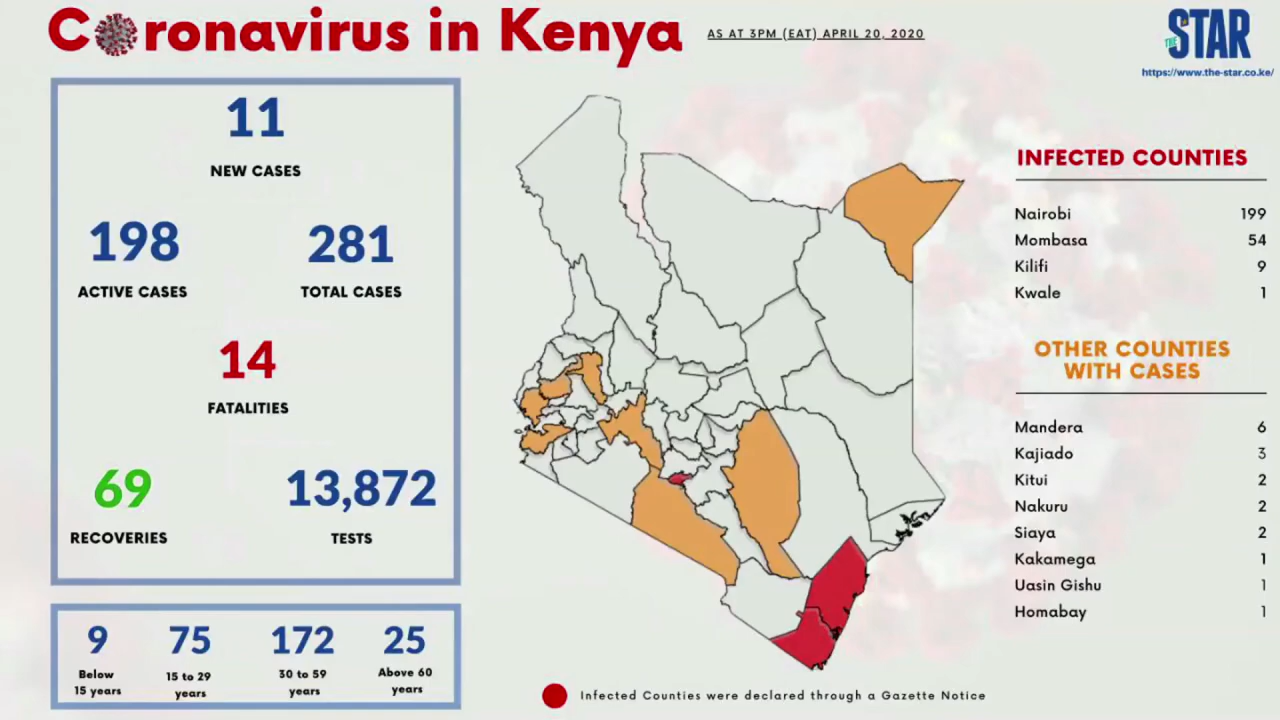 Coronavirus in Kenya
AS AT 3PM (EAT) APRIL 20, 2020
THE STAR
https://www.the-star.co.ke/
11
NEW CASES
198
ACTIVE CASES
281
TOTAL CASES
14
FATALITIES
69
RECOVERIES
13,872
TESTS
9
Below
15 years
75
15 to 29
years
172
30 to 59
years
25
Above 60
years
INFECTED COUNTIES
Nairobi 199
Mombasa 54
Kilifi 9
Kwale 1
OTHER COUNTIES
WITH CASES
Mandera 6
Kajiado 3
Kitui 2
Nakuru 2
Siaya 2
Kakamega 1
Uasin Gishu 1
Homabay 1
Infected Counties were declared through a Gazette Notice